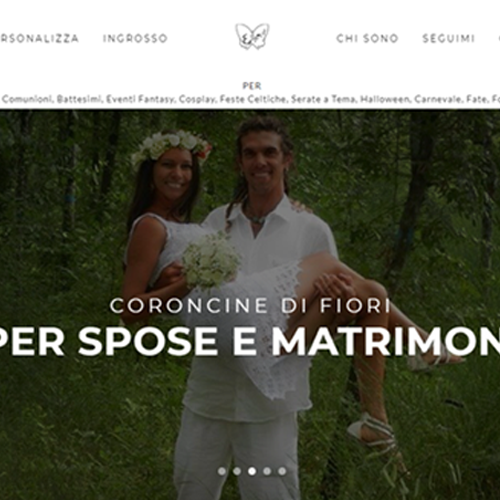 RSONALIZZA INGROSSO CHI SONO SEGUIMI
PER
Comunioni, Battesimi, Eventi Fantasy, Cosplay, Feste Celtiche, Serate a Tema, Halloween, Carnevale, Fate, Fo
CORONCINE DI FIORI
PER SPOSE E MATRIMON